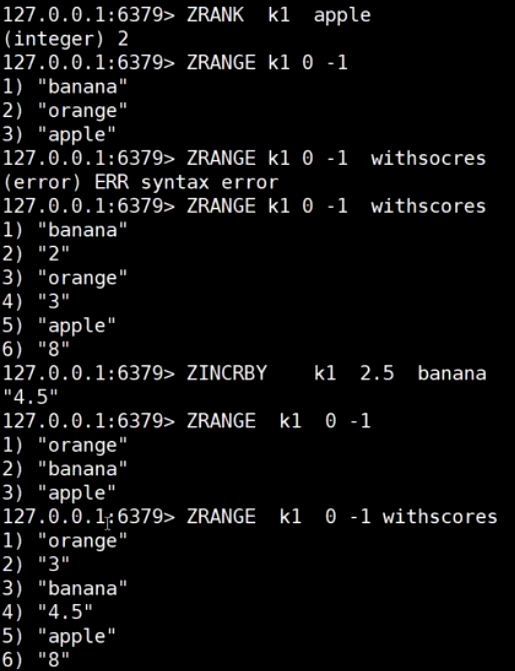 127.0.0.1:6379> ZRANK  k1  apple
(integer) 2
127.0.0.1:6379> ZRANGE k1 0 -1
1) "banana"
2) "orange"
3) "apple"
127.0.0.1:6379> ZRANGE k1 0 -1  withsocres
(error) ERR syntax error
127.0.0.1:6379> ZRANGE k1 0 -1  withscores
1) "banana"
2) "2"
3) "orange"
4) "3"
5) "apple"
6) "8"
127.0.0.1:6379> ZINCRBY    k1  2.5  banana
"4.5"
127.0.0.1:6379> ZRANGE  k1  0 -1
1) "orange"
2) "banana"
3) "apple"
127.0.0.1:6379> ZRANGE  k1  0 -1 withscores
1) "orange"
2) "3"
3) "banana"
4) "4.5"
5) "apple"
6) "8"